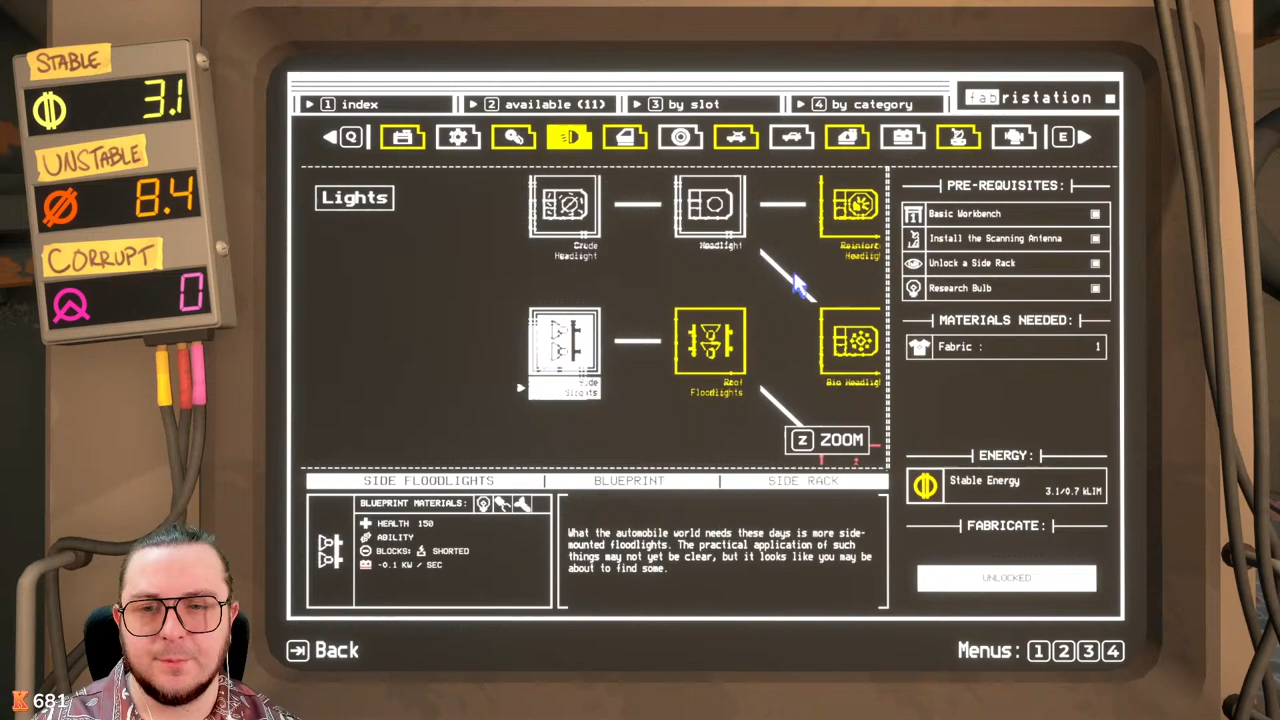 STABLE
3.1
UNSTABLE
8.4
CORRUPT
0
1 index
2 available (11)
3 by slot
4 by category
fabristation
Q
E
Lights
Crude
Headlight
Headlight
Reinforc
Headligh
Side
Roof
Floodlights
Bio Headlig
Z ZOOM
PRE-REQUISITES:
Basic Workbench
Install the Scanning Antenna
Unlock a Side Rack
Research Bulb
MATERIALS NEEDED:
Fabric : 1
ENERGY:
Stable Energy
3.1/0.7 kLIM
FABRICATE:
UNLOCKED
SIDE FLOODLIGHTS
BLUEPRINT
SIDE RACK
BLUEPRINT MATERIALS:
HEALTH 150
ABILITY
BLOCKS: SHORTED
-0.1 KW / SEC
What the automobile world needs these days is more side-
mounted floodlights. The practical application of such
things may not yet be clear, but it looks like you may be
about to find some.
Back
Menus: 1 2 3 4
K 681